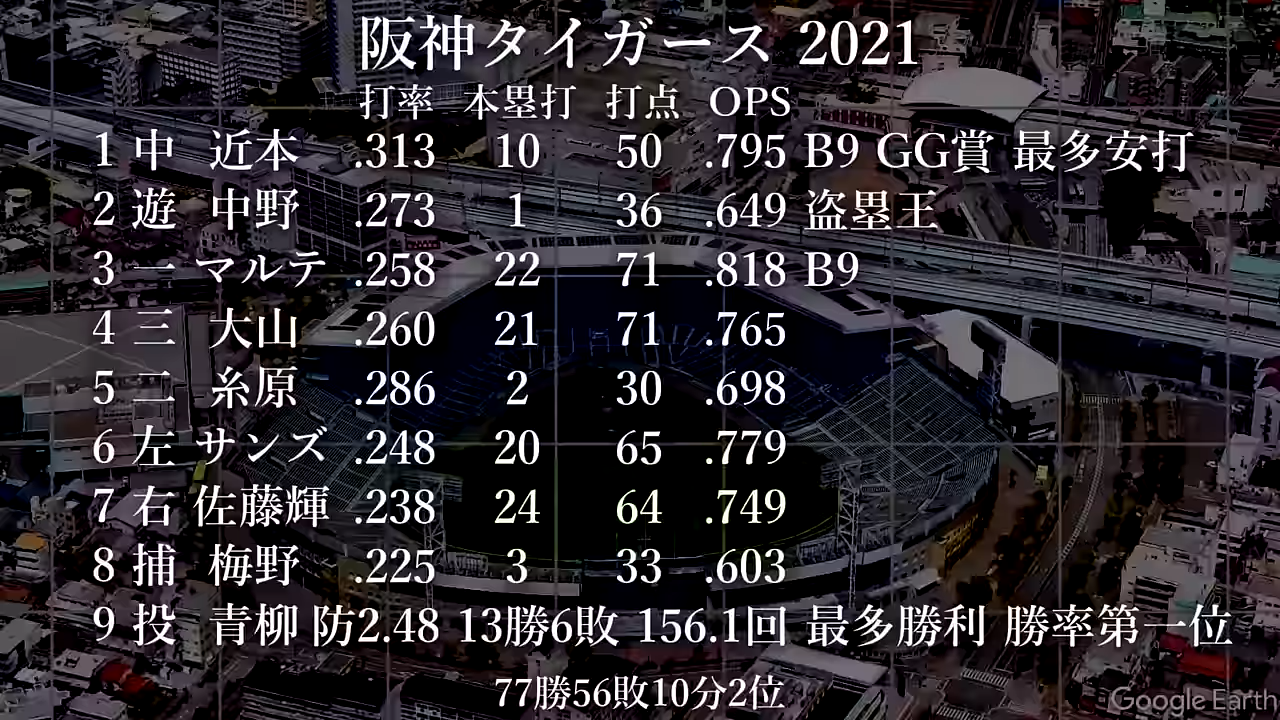 阪神タイガース 2021
打率 本塁打 打点 OPS
1 中 近本 .313 10 50 .795 B9 GG賞 最多安打
2 遊 中野 .273 1 36 .649 盗塁王
3 一 マルテ .258 22 71 .818 B9
4 三 大山 .260 21 71 .765
5 二 糸原 .286 2 30 .698
6 左 サンズ .248 20 65 .779
7 右 佐藤輝 .238 24 64 .749
8 捕 梅野 .225 3 33 .603
9 投 青柳 防2.48 13勝6敗 156.1回 最多勝利 勝率第一位
77勝56敗10分2位
Google Earth